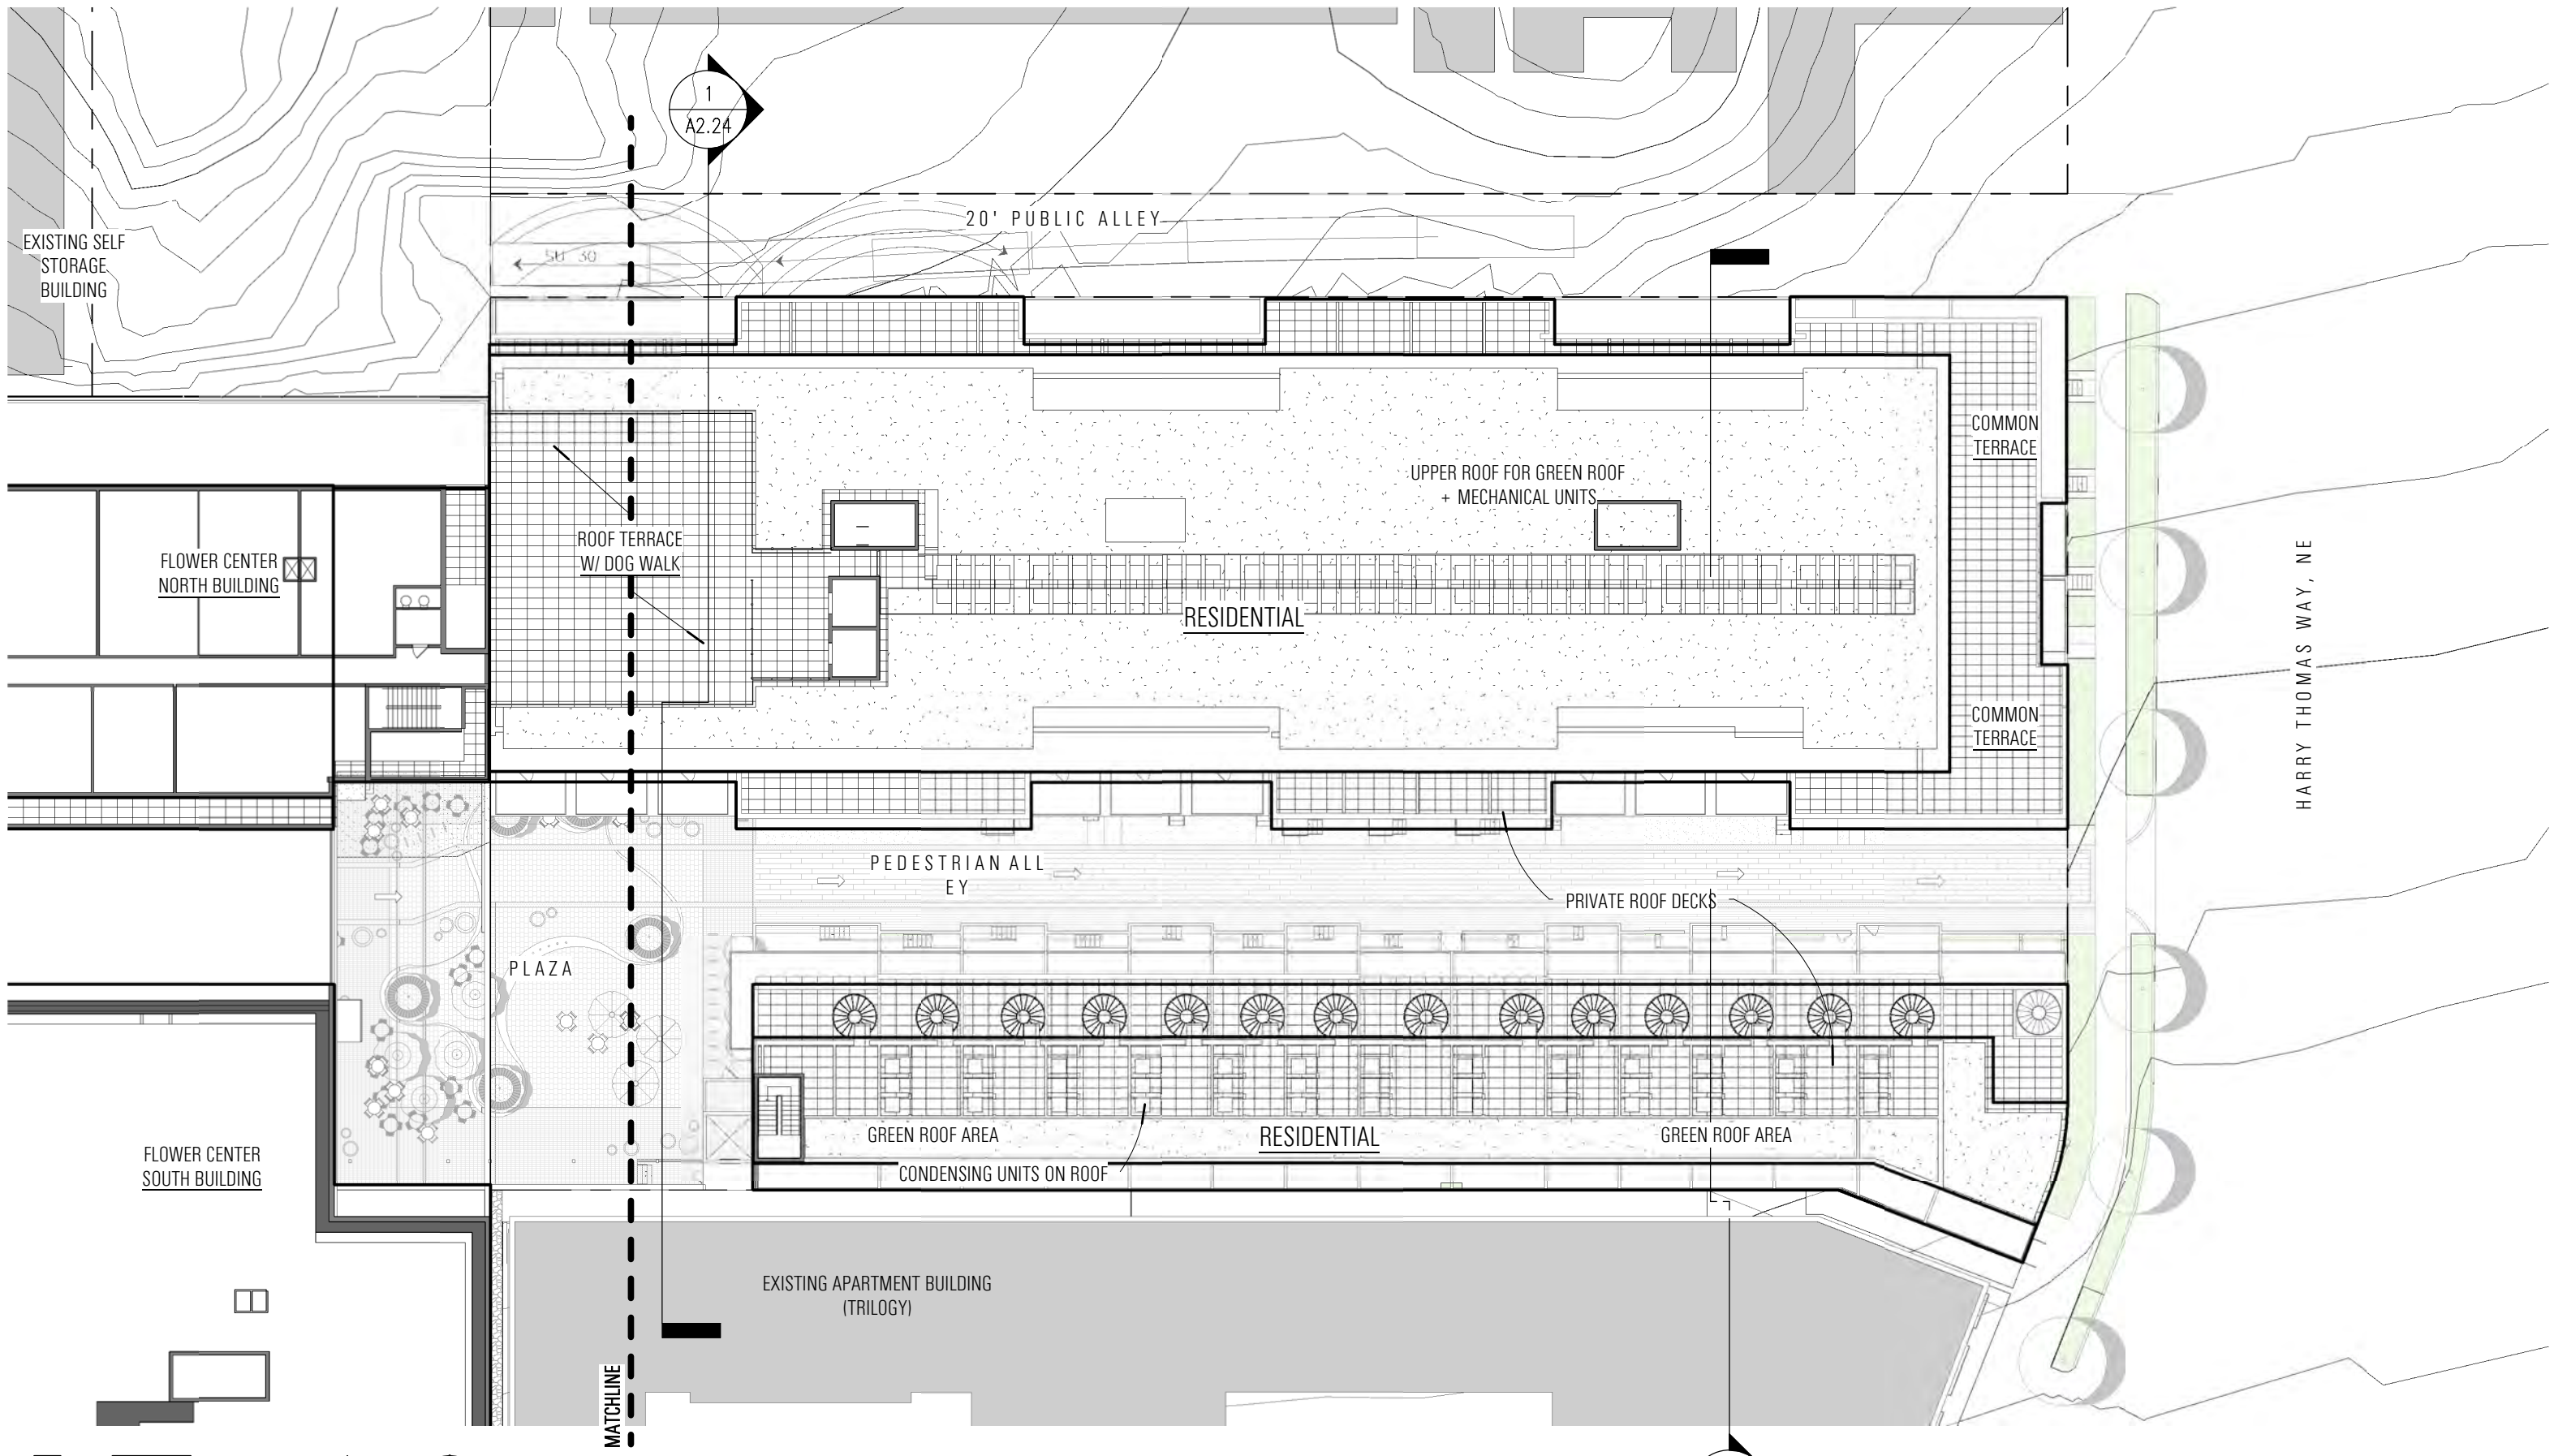 1
A2.24
20' PUBLIC ALLEY
SU 30
EXISTING SELF
STORAGE
BUILDING
COMMON
TERRACE
UPPER ROOF FOR GREEN ROOF
+ MECHANICAL UNITS
ROOF TERRACE
W/ DOG WALK
FLOWER CENTER
NORTH BUILDING
RESIDENTIAL
HARRY THOMAS WAY, NE
COMMON
TERRACE
PEDESTRIAN ALL
EY
PRIVATE ROOF DECKS
PLAZA
GREEN ROOF AREA
RESIDENTIAL
GREEN ROOF AREA
FLOWER CENTER
SOUTH BUILDING
CONDENSING UNITS ON ROOF
EXISTING APARTMENT BUILDING
(TRILOGY)
MATCHLINE